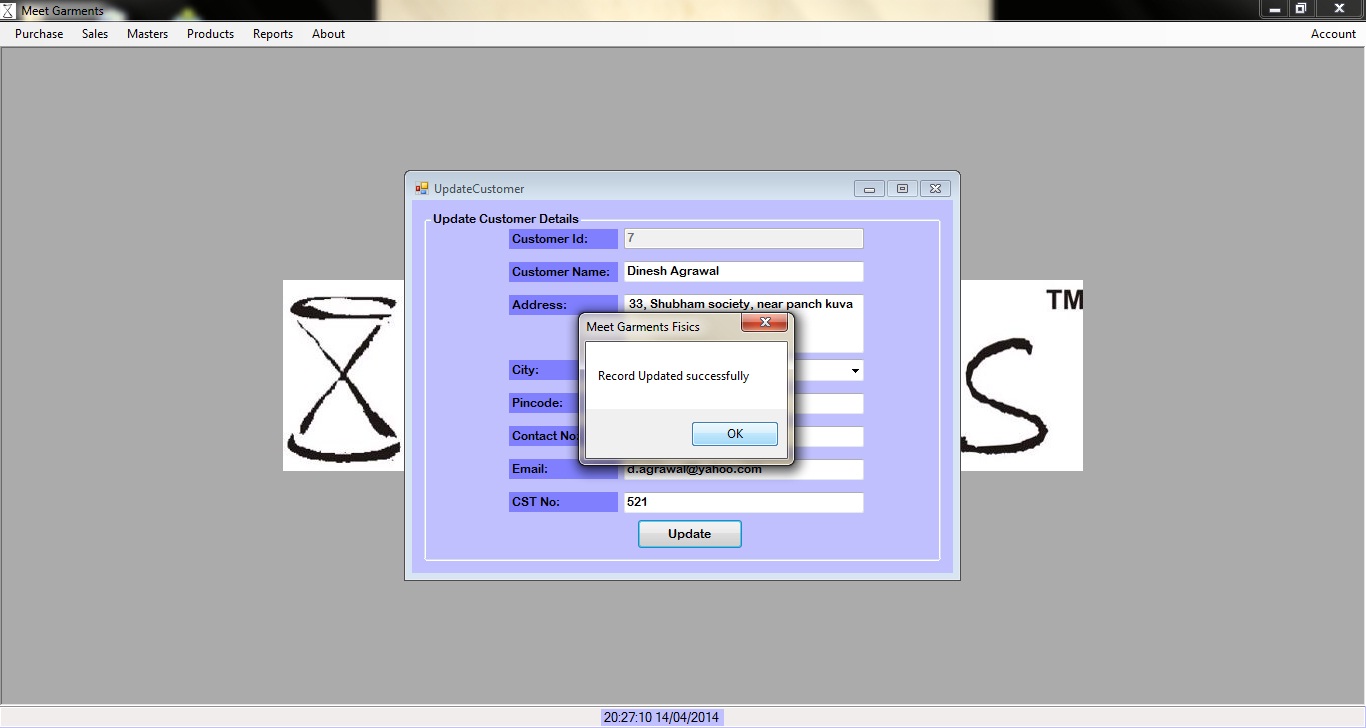 Meet Garments
Purchase Sales Masters Products Reports About Account
TM
S
UpdateCustomer
Update Customer Details
Customer Id: 7
Customer Name: Dinesh Agrawal
Address: 33, Shubham society, near panch kuva
Meet Garments Fisics
Record Updated successfully
OK
City:
Pincode:
Contact No:
Email: d.agrawal@yahoo.com
CST No: 521
Update
20:27:10 14/04/2014